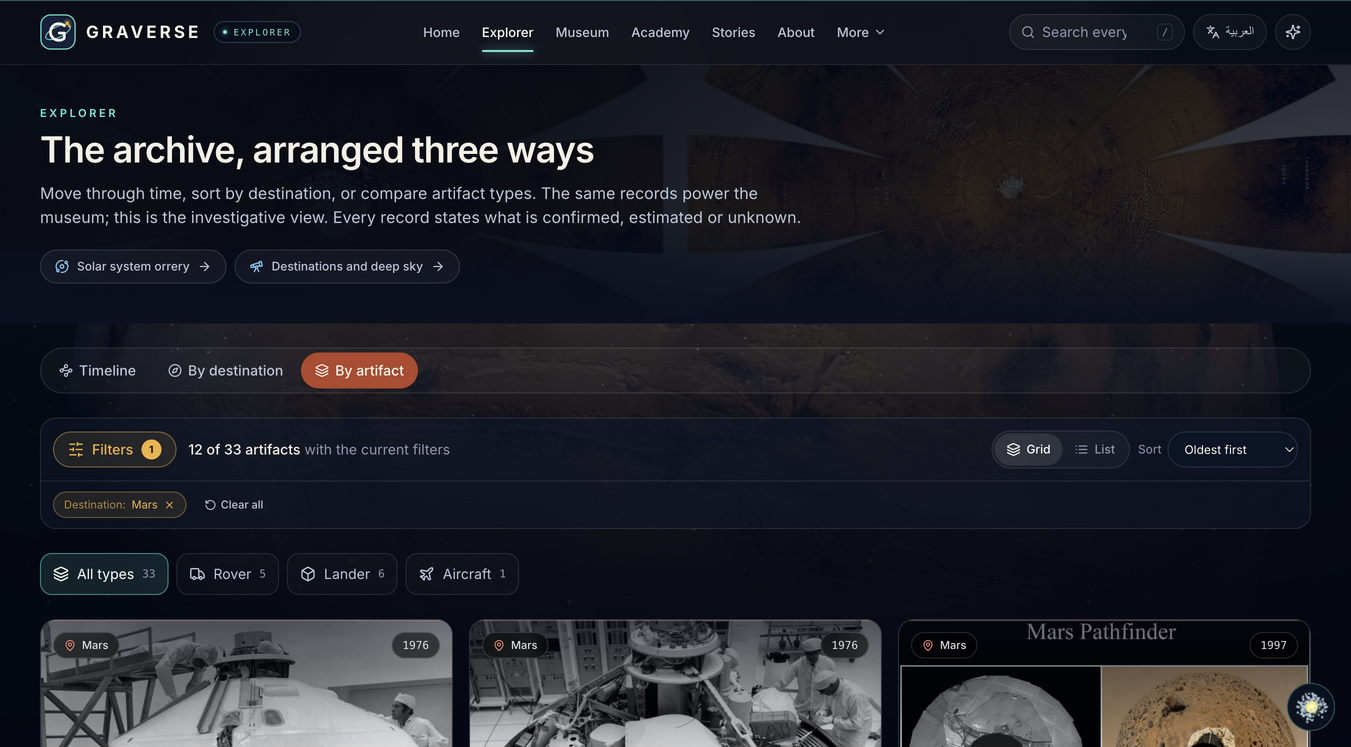 GRAVERSE
EXPLORER
Home
Explorer
Museum
Academy
Stories
About
More
Search every
/
العربية
EXPLORER
The archive, arranged three ways
Move through time, sort by destination, or compare artifact types. The same records power the
museum; this is the investigative view. Every record states what is confirmed, estimated or unknown.
Solar system orrery
Destinations and deep sky
Timeline
By destination
By artifact
Filters 1
12 of 33 artifacts with the current filters
Grid
List
Sort
Oldest first
Destination: Mars
Clear all
All types 33
Rover 5
Lander 6
Aircraft 1
Mars
1976
Mars
1976
Mars Pathfinder
Mars
1997